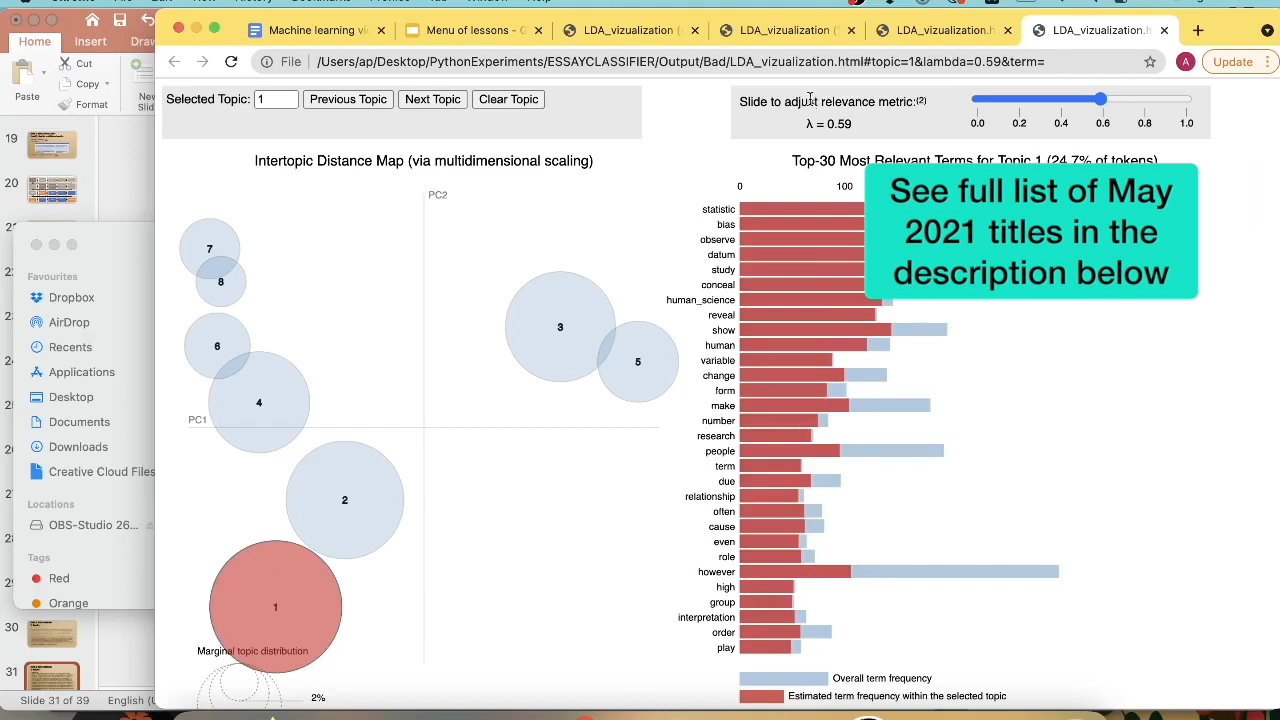 Home
Insert
Draw
Paste
Cut
Copy
Format
New
19
20
30
31
Slide 31 of 39
English (U
Favourites
Dropbox
AirDrop
Recents
Applications
Desktop
Documents
Downloads
Creative Cloud Files
Locations
OBS-Studio 26...
Tags
Red
Orange
Machine learning vi
Menu of lessons - G
LDA_vizualization (
LDA_vizualization.h
LDA_vizualization.h
LDA_vizualization.h
File
/Users/ap/Desktop/PythonExperiments/ESSAYCLASSIFIER/Output/Bad/LDA_vizualization.html#topic=1&lambda=0.59&term=
A
Update
Selected Topic: 1 Previous Topic Next Topic Clear Topic
Slide to adjust relevance metric:(2)
λ = 0.59
0.0 0.2 0.4 0.6 0.8 1.0
Intertopic Distance Map (via multidimensional scaling)
PC2
PC1
7
8
6
4
3
5
2
1
Marginal topic distribution
2%
Top-30 Most Relevant Terms for Topic 1 (24.7% of tokens)
0 100
statistic
bias
observe
datum
study
conceal
human_science
reveal
show
human
variable
change
form
make
number
research
people
term
due
relationship
often
cause
even
role
however
high
group
interpretation
order
play
Overall term frequency
Estimated term frequency within the selected topic
See full list of May
2021 titles in the
description below